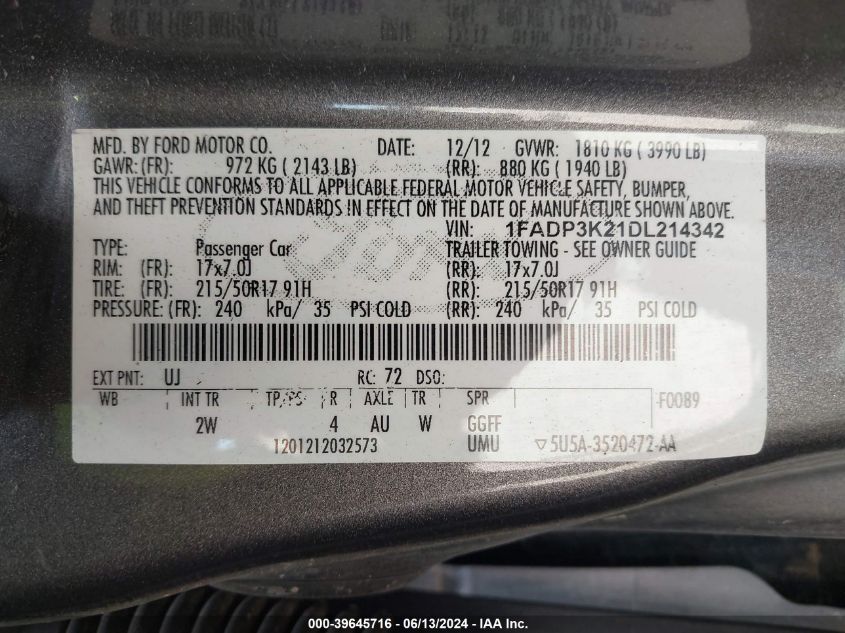 MFD. BY FORD MOTOR CO. DATE: 12/12 GVWR: 1810 KG ( 3990 LB)
GAWR: (FR): 972 KG ( 2143 LB) (RR): 880 KG ( 1940 LB)
THIS VEHICLE CONFORMS TO ALL APPLICABLE FEDERAL MOTOR VEHICLE SAFETY, BUMPER,
AND THEFT PREVENTION STANDARDS IN EFFECT ON THE DATE OF MANUFACTURE SHOWN ABOVE.
VIN: 1FADP3K21DL214342
TYPE: Passenger Car TRAILER TOWING - SEE OWNER GUIDE
RIM: (FR): 17x7.0J (RR): 17x7.0J
TIRE: (FR): 215/50R17 91H (RR): 215/50R17 91H
PRESSURE: (FR): 240 kPa/ 35 PSI COLD (RR): 240 kPa/ 35 PSI COLD
EXT PNT: UJ RC: 72 DSO:
WB INT TR TP/PS R AXLE TR SPR F0089
2W 4 AU W GGFF
1201212032573 UMU 5U5A-3520472-AA
000-39645716 - 06/13/2024 - IAA Inc.